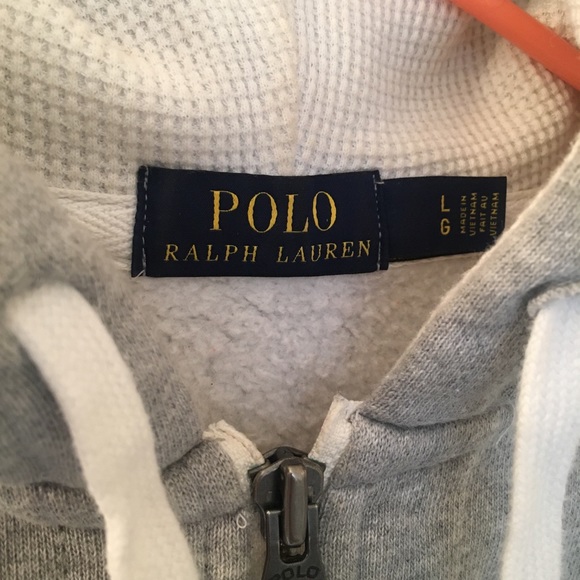 POLO
RALPH LAUREN
L
G
MADE IN
VIETNAM
FAIT AU
VIETNAM
POLO